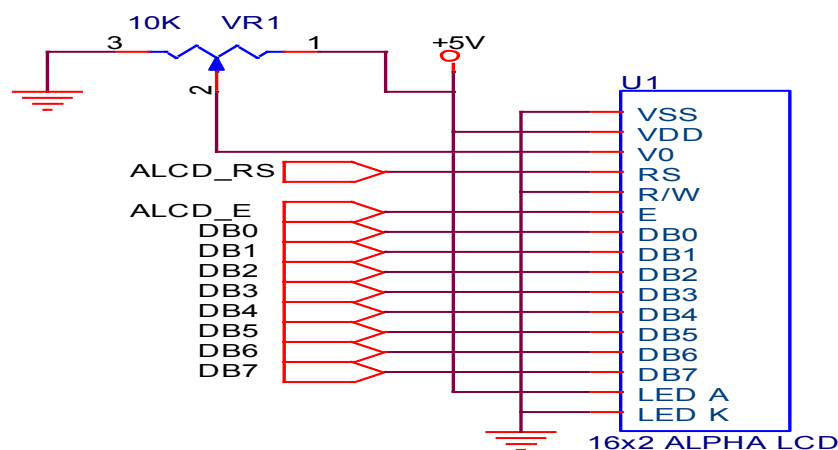 10K VR1
3 1 +5V
2
U1
VSS
VDD
V0
ALCD_RS RS
R/W
ALCD_E E
DB0 DB0
DB1 DB1
DB2 DB2
DB3 DB3
DB4 DB4
DB5 DB5
DB6 DB6
DB7 DB7
LED A
LED K
16x2 ALPHA LCD